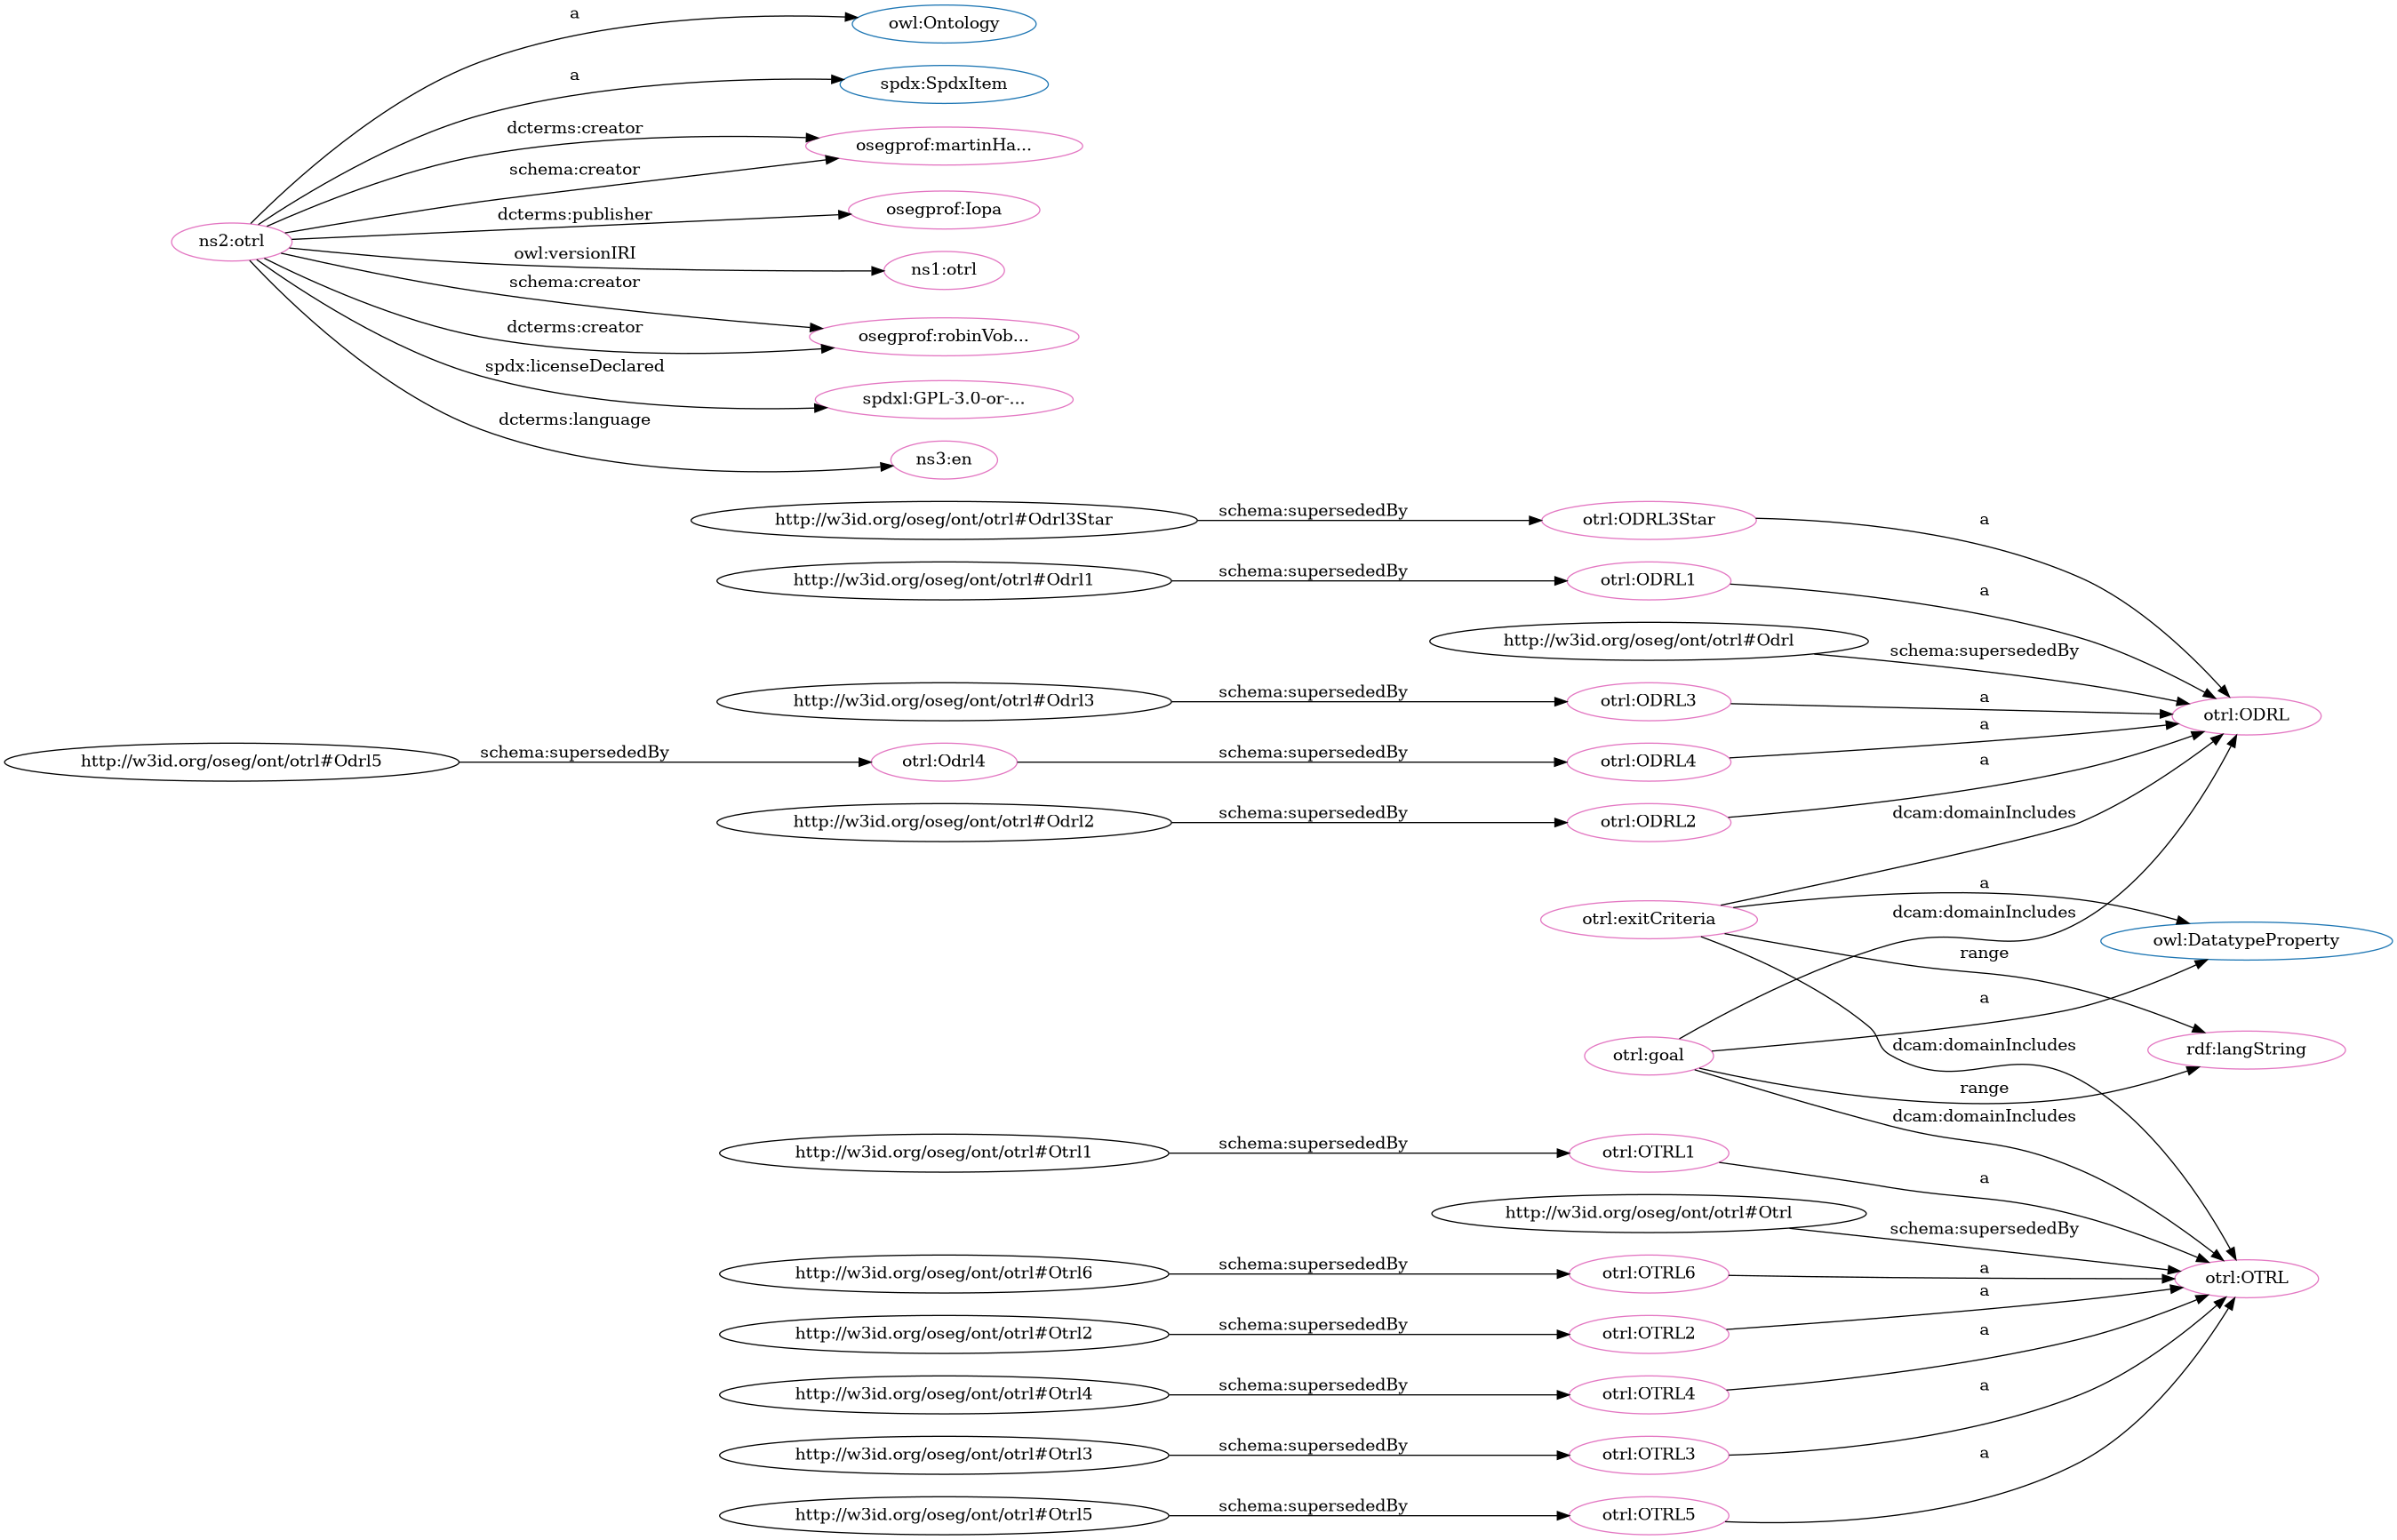 a
owl:Ontology
a
spdx:SpdxItem
dcterms:creator
osegprof:martinHa...
schema:creator
dcterms:publisher
osegprof:Iopa
ns2:otrl
owl:versionIRI
ns1:otrl
schema:creator
dcterms:creator
osegprof:robinVob...
spdx:licenseDeclared
spdxl:GPL-3.0-or-...
dcterms:language
ns3:en
http://w3id.org/oseg/ont/otrl#Odrl3Star
schema:supersededBy
otrl:ODRL3Star
a
http://w3id.org/oseg/ont/otrl#Odrl1
schema:supersededBy
otrl:ODRL1
a
http://w3id.org/oseg/ont/otrl#Odrl
schema:supersededBy
http://w3id.org/oseg/ont/otrl#Odrl3
schema:supersededBy
otrl:ODRL3
a
otrl:ODRL
http://w3id.org/oseg/ont/otrl#Odrl5
schema:supersededBy
otrl:Odrl4
schema:supersededBy
otrl:ODRL4
a
http://w3id.org/oseg/ont/otrl#Odrl2
schema:supersededBy
otrl:ODRL2
a
dcam:domainIncludes
otrl:exitCriteria
a
dcam:domainIncludes
owl:DatatypeProperty
range
a
otrl:goal
dcam:domainIncludes
rdf:langString
range
dcam:domainIncludes
http://w3id.org/oseg/ont/otrl#Otrl1
schema:supersededBy
otrl:OTRL1
a
http://w3id.org/oseg/ont/otrl#Otrl
schema:supersededBy
http://w3id.org/oseg/ont/otrl#Otrl6
schema:supersededBy
otrl:OTRL6
a
otrl:OTRL
http://w3id.org/oseg/ont/otrl#Otrl2
schema:supersededBy
otrl:OTRL2
a
http://w3id.org/oseg/ont/otrl#Otrl4
schema:supersededBy
otrl:OTRL4
a
http://w3id.org/oseg/ont/otrl#Otrl3
schema:supersededBy
otrl:OTRL3
a
http://w3id.org/oseg/ont/otrl#Otrl5
schema:supersededBy
otrl:OTRL5
a